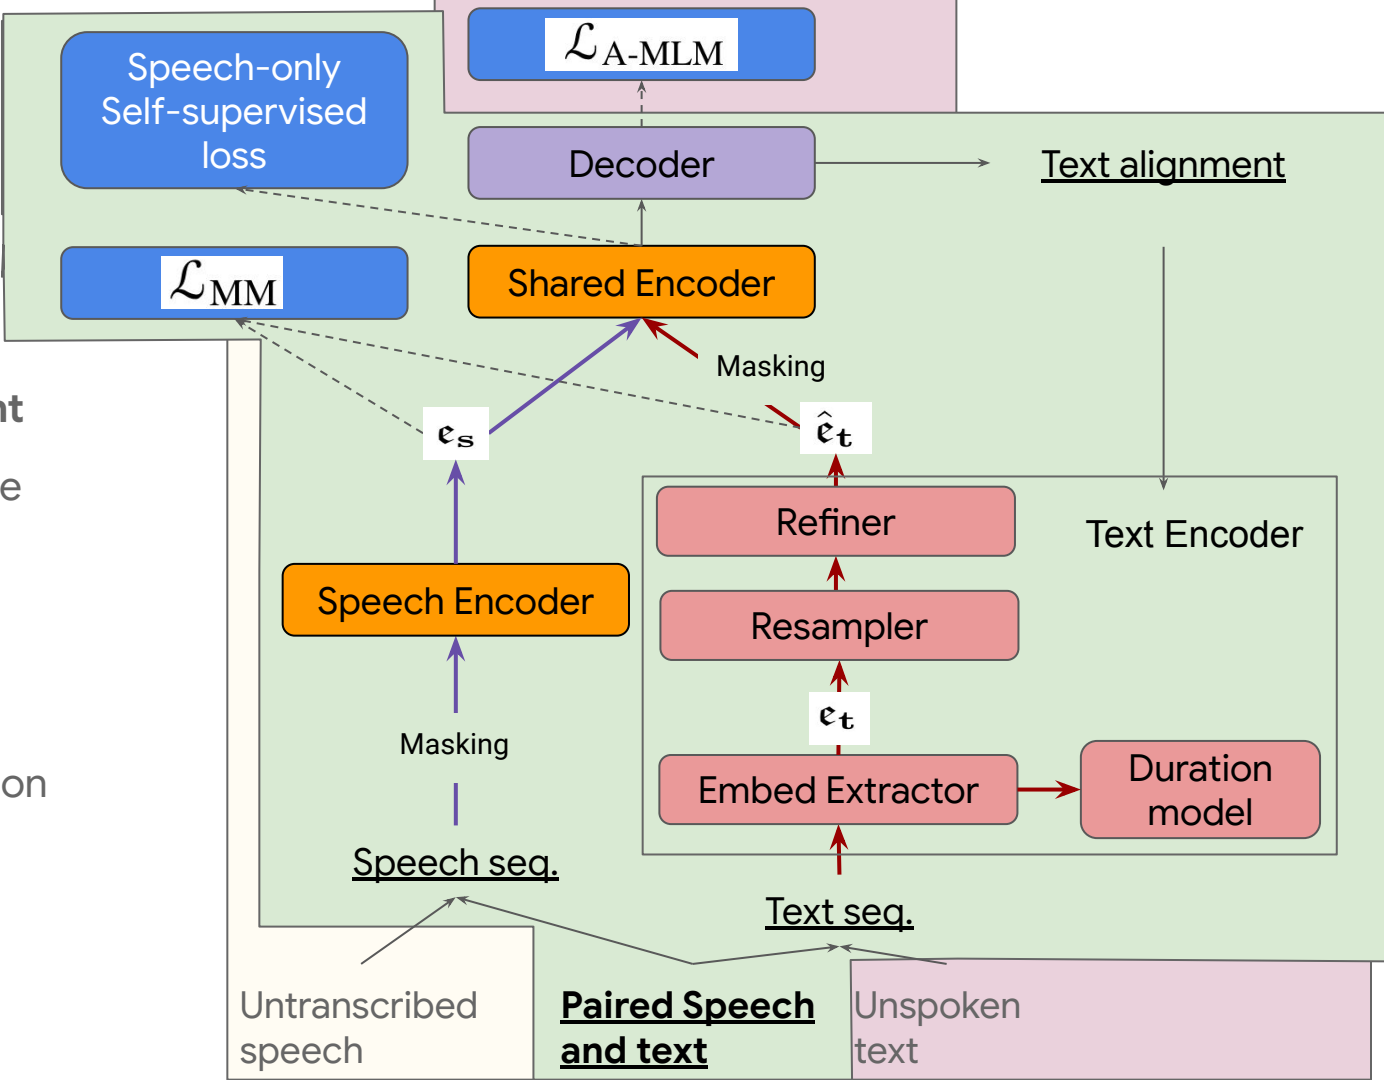 ℒ A-MLM
Speech-only
Self-supervised
loss
Decoder
Text alignment
Shared Encoder
ℒ MM
Masking
nt
e
𝔢ₛ
𝔢̂ₜ
Refiner
Text Encoder
Speech Encoder
Resampler
𝔢ₜ
Masking
on
Embed Extractor
Duration
model
Speech seq.
Text seq.
Untranscribed
speech
Paired Speech
and text
Unspoken
text